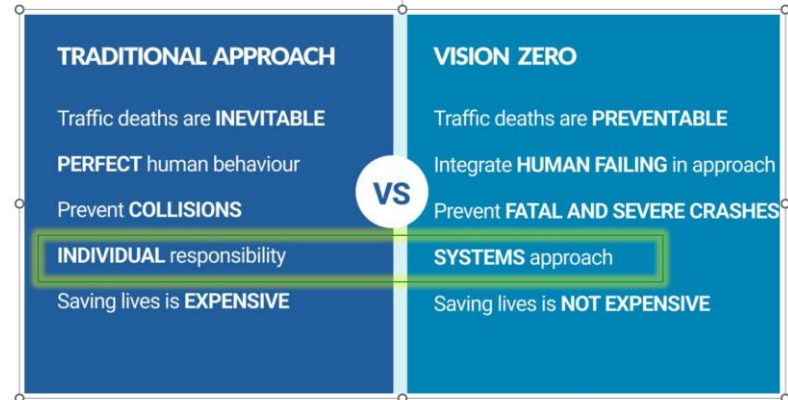 TRADITIONAL APPROACH
Traffic deaths are INEVITABLE
PERFECT human behaviour
Prevent COLLISIONS
INDIVIDUAL responsibility
Saving lives is EXPENSIVE
VS
VISION ZERO
Traffic deaths are PREVENTABLE
Integrate HUMAN FAILING in approach
Prevent FATAL AND SEVERE CRASHES
SYSTEMS approach
Saving lives is NOT EXPENSIVE